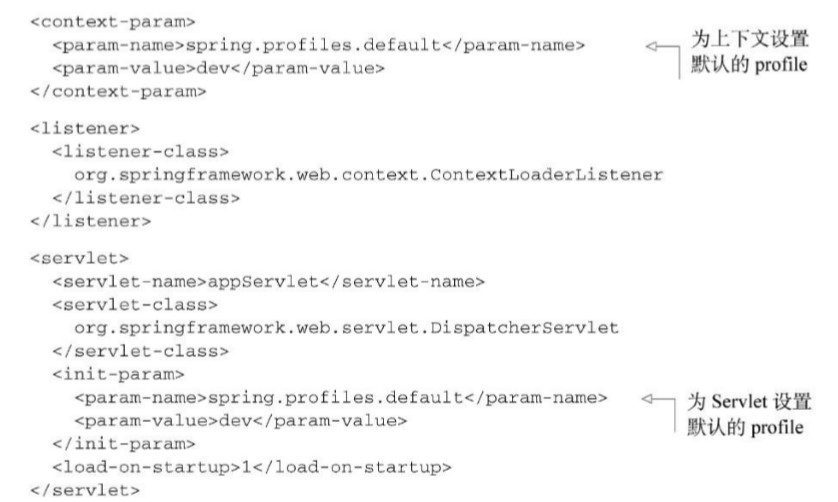 <context-param>
<param-name>spring.profiles.default</param-name>
<param-value>dev</param-value>
</context-param>
为上下文设置
默认的 profile
<listener>
<listener-class>
org.springframework.web.context.ContextLoaderListener
</listener-class>
</listener>
<servlet>
<servlet-name>appServlet</servlet-name>
<servlet-class>
org.springframework.web.servlet.DispatcherServlet
</servlet-class>
<init-param>
<param-name>spring.profiles.default</param-name>
<param-value>dev</param-value>
</init-param>
为 Servlet 设置
默认的 profile
<load-on-startup>1</load-on-startup>
</servlet>